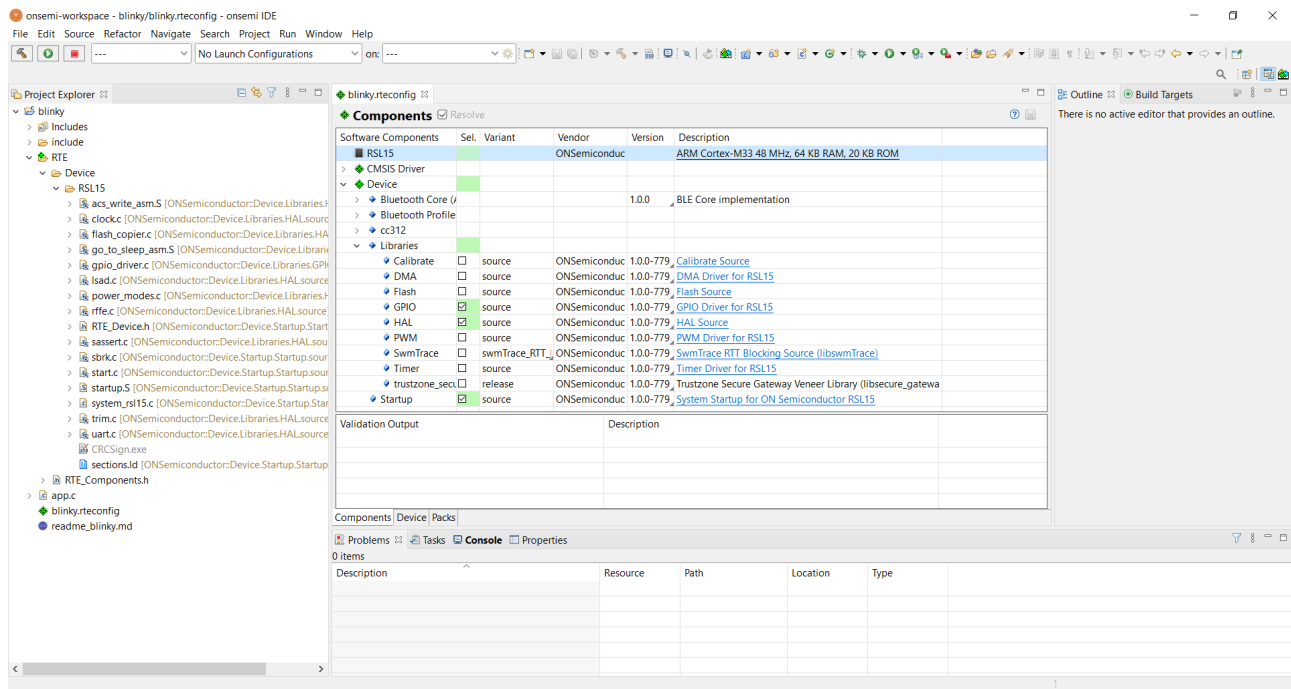 onsemi-workspace - blinky/blinky.rteconfig - onsemi IDE
File Edit Source Refactor Navigate Search Project Run Window Help
--- No Launch Configurations on: ---
Project Explorer
blinky
Includes
include
RTE
Device
RSL15
acs_write_asm.S [ONSemiconductor::Device.Libraries.H
clock.c [ONSemiconductor::Device.Libraries.HAL.sourc
flash_copier.c [ONSemiconductor::Device.Libraries.HA
go_to_sleep_asm.S [ONSemiconductor::Device.Librarie
gpio_driver.c [ONSemiconductor::Device.Libraries.GPI
lsad.c [ONSemiconductor::Device.Libraries.HAL.source
power_modes.c [ONSemiconductor::Device.Libraries.H
rffe.c [ONSemiconductor::Device.Libraries.HAL.source
RTE_Device.h [ONSemiconductor::Device.Startup.Start
sassert.c [ONSemiconductor::Device.Libraries.HAL.sou
sbrk.c [ONSemiconductor::Device.Startup.Startup.sour
start.c [ONSemiconductor::Device.Startup.Startup.sour
startup.S [ONSemiconductor::Device.Startup.Startup.so
system_rsl15.c [ONSemiconductor::Device.Startup.Star
trim.c [ONSemiconductor::Device.Libraries.HAL.source
uart.c [ONSemiconductor::Device.Libraries.HAL.source
CRCSign.exe
sections.ld [ONSemiconductor::Device.Startup.Startup
RTE_Components.h
app.c
blinky.rteconfig
readme_blinky.md
blinky.rteconfig
Components Resolve
Software Components Sel. Variant Vendor Version Description
RSL15 ONSemiconduc ARM Cortex-M33 48 MHz, 64 KB RAM, 20 KB ROM
CMSIS Driver
Device
Bluetooth Core (A 1.0.0 BLE Core implementation
Bluetooth Profile
cc312
Libraries
Calibrate source ONSemiconduc 1.0.0-779 Calibrate Source
DMA source ONSemiconduc 1.0.0-779 DMA Driver for RSL15
Flash source ONSemiconduc 1.0.0-779 Flash Source
GPIO source ONSemiconduc 1.0.0-779 GPIO Driver for RSL15
HAL source ONSemiconduc 1.0.0-779 HAL Source
PWM source ONSemiconduc 1.0.0-779 PWM Driver for RSL15
SwmTrace swmTrace_RTT_ ONSemiconduc 1.0.0-779 SwmTrace RTT Blocking Source (libswmTrace)
Timer source ONSemiconduc 1.0.0-779 Timer Driver for RSL15
trustzone_secu release ONSemiconduc 1.0.0-779 Trustzone Secure Gateway Veneer Library (libsecure_gatewa
Startup source ONSemiconduc 1.0.0-779 System Startup for ON Semiconductor RSL15
Validation Output Description
Components Device Packs
Problems Tasks Console Properties
0 items
Description Resource Path Location Type
Outline Build Targets
There is no active editor that provides an outline.